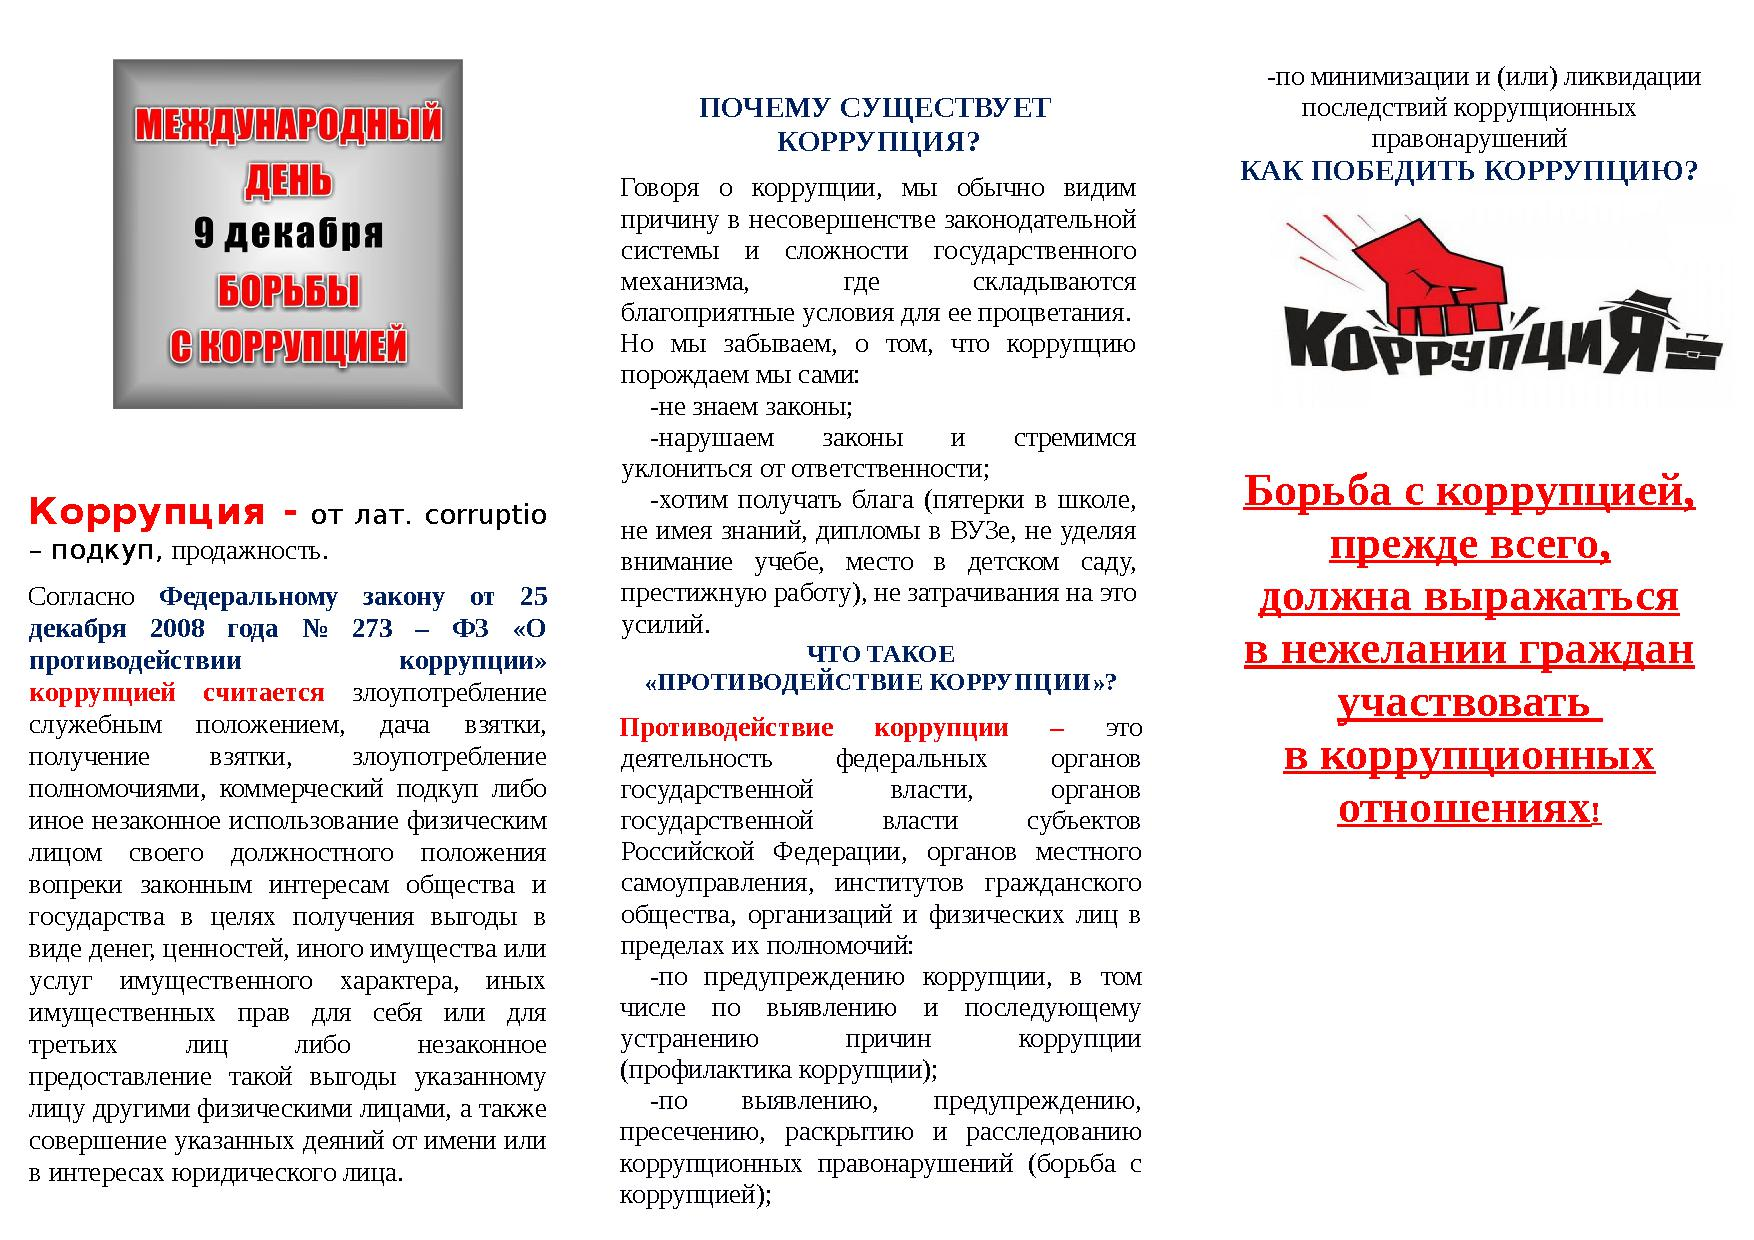 МЕЖДУНАРОДНЫЙ
ДЕНЬ
9 декабря
БОРЬБЫ
С КОРРУПЦИЕЙ
Коррупция - от лат. corruptio
– подкуп, продажность.
Согласно Федеральному закону от 25
декабря 2008 года № 273 – ФЗ «О
противодействии коррупции»
коррупцией считается злоупотребление
служебным положением, дача взятки,
получение взятки, злоупотребление
полномочиями, коммерческий подкуп либо
иное незаконное использование физическим
лицом своего должностного положения
вопреки законным интересам общества и
государства в целях получения выгоды в
виде денег, ценностей, иного имущества или
услуг имущественного характера, иных
имущественных прав для себя или для
третьих лиц либо незаконное
предоставление такой выгоды указанному
лицу другими физическими лицами, а также
совершение указанных деяний от имени или
в интересах юридического лица.
ПОЧЕМУ СУЩЕСТВУЕТ
КОРРУПЦИЯ?
Говоря о коррупции, мы обычно видим
причину в несовершенстве законодательной
системы и сложности государственного
механизма, где складываются
благоприятные условия для ее процветания.
Но мы забываем, о том, что коррупцию
порождаем мы сами:
-не знаем законы;
-нарушаем законы и стремимся
уклониться от ответственности;
-хотим получать блага (пятерки в школе,
не имея знаний, дипломы в ВУЗе, не уделяя
внимание учебе, место в детском саду,
престижную работу), не затрачивания на это
усилий.
ЧТО ТАКОЕ
«ПРОТИВОДЕЙСТВИЕ КОРРУПЦИИ»?
Противодействие коррупции – это
деятельность федеральных органов
государственной власти, органов
государственной власти субъектов
Российской Федерации, органов местного
самоуправления, институтов гражданского
общества, организаций и физических лиц в
пределах их полномочий:
-по предупреждению коррупции, в том
числе по выявлению и последующему
устранению причин коррупции
(профилактика коррупции);
-по выявлению, предупреждению,
пресечению, раскрытию и расследованию
коррупционных правонарушений (борьба с
коррупцией);
-по минимизации и (или) ликвидации
последствий коррупционных
правонарушений
КАК ПОБЕДИТЬ КОРРУПЦИЮ?
КОРРУПЦИЯ
Борьба с коррупцией,
прежде всего,
должна выражаться
в нежелании граждан
участвовать
в коррупционных
отношениях!